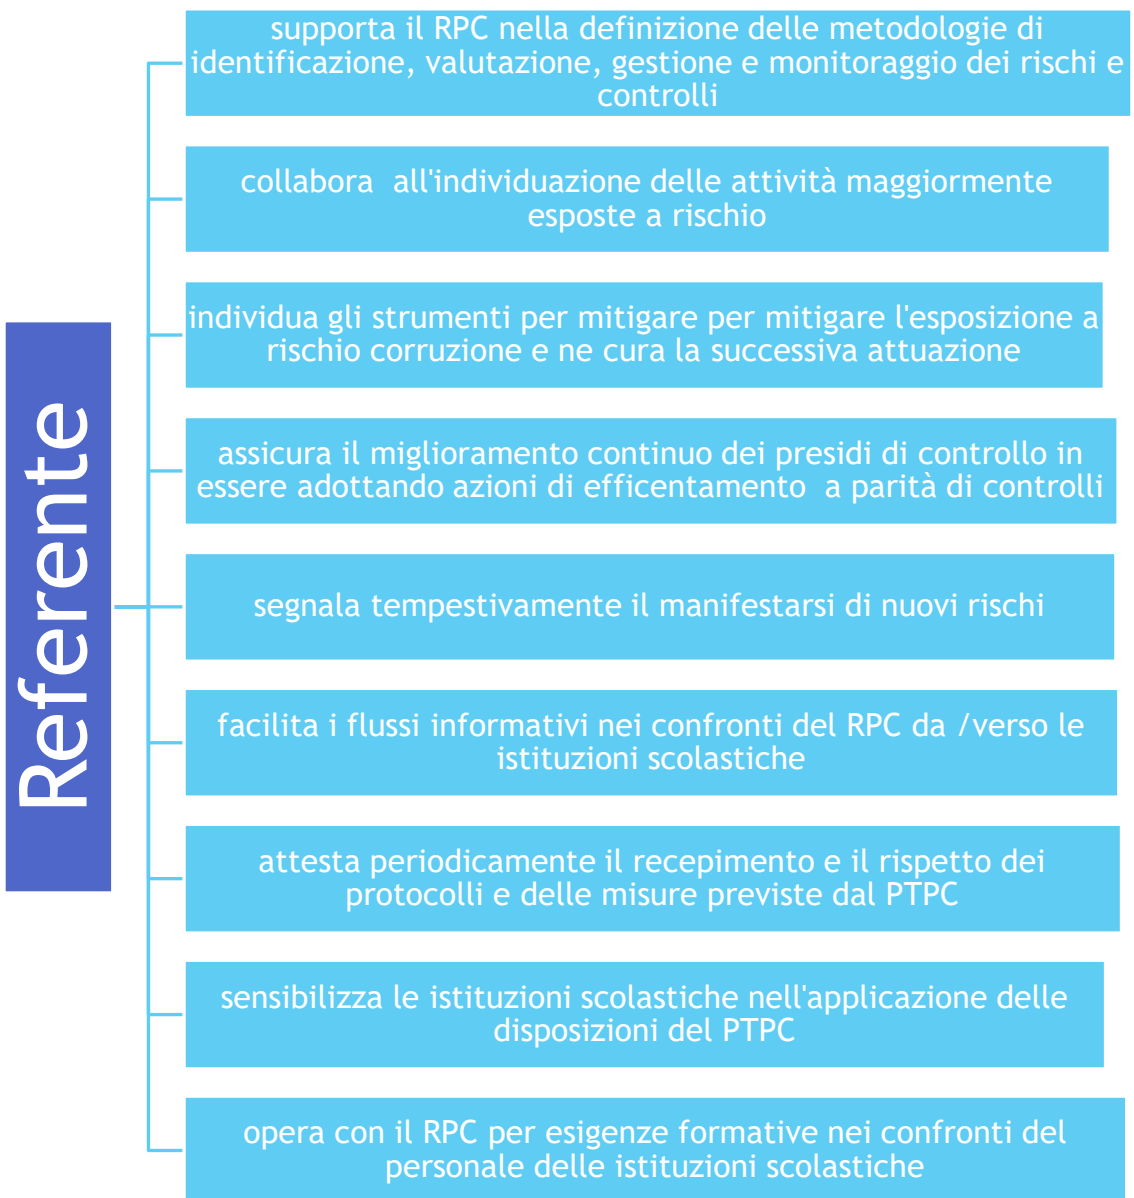 Referente
supporta il RPC nella definizione delle metodologie di
identificazione, valutazione, gestione e monitoraggio dei rischi e
controlli
collabora  all'individuazione delle attività maggiormente
esposte a rischio
individua gli strumenti per mitigare per mitigare l'esposizione a
rischio corruzione e ne cura la successiva attuazione
assicura il miglioramento continuo dei presidi di controllo in
essere adottando azioni di efficentamento  a parità di controlli
segnala tempestivamente il manifestarsi di nuovi rischi
facilita i flussi informativi nei confronti del RPC da /verso le
istituzioni scolastiche
attesta periodicamente il recepimento e il rispetto dei
protocolli e delle misure previste dal PTPC
sensibilizza le istituzioni scolastiche nell'applicazione delle
disposizioni del PTPC
opera con il RPC per esigenze formative nei confronti del
personale delle istituzioni scolastiche